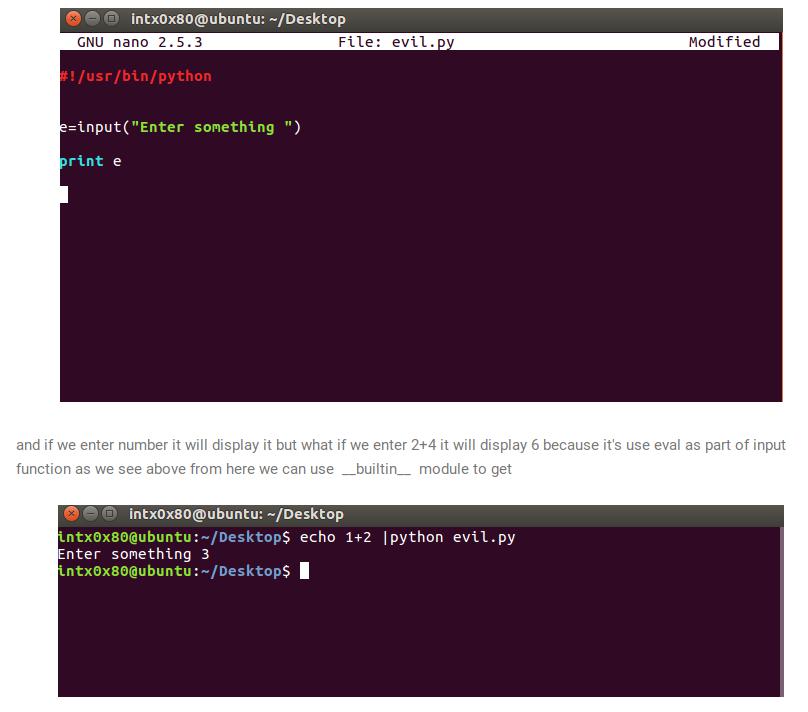 intx0x80@ubuntu: ~/Desktop
GNU nano 2.5.3 File: evil.py Modified
#!/usr/bin/python
e=input("Enter something ")
print e
and if we enter number it will display it but what if we enter 2+4 it will display 6 because it's use eval as part of input
function as we see above from here we can use __builtin__ module to get
intx0x80@ubuntu: ~/Desktop
intx0x80@ubuntu:~/Desktop$ echo 1+2 |python evil.py
Enter something 3
intx0x80@ubuntu:~/Desktop$